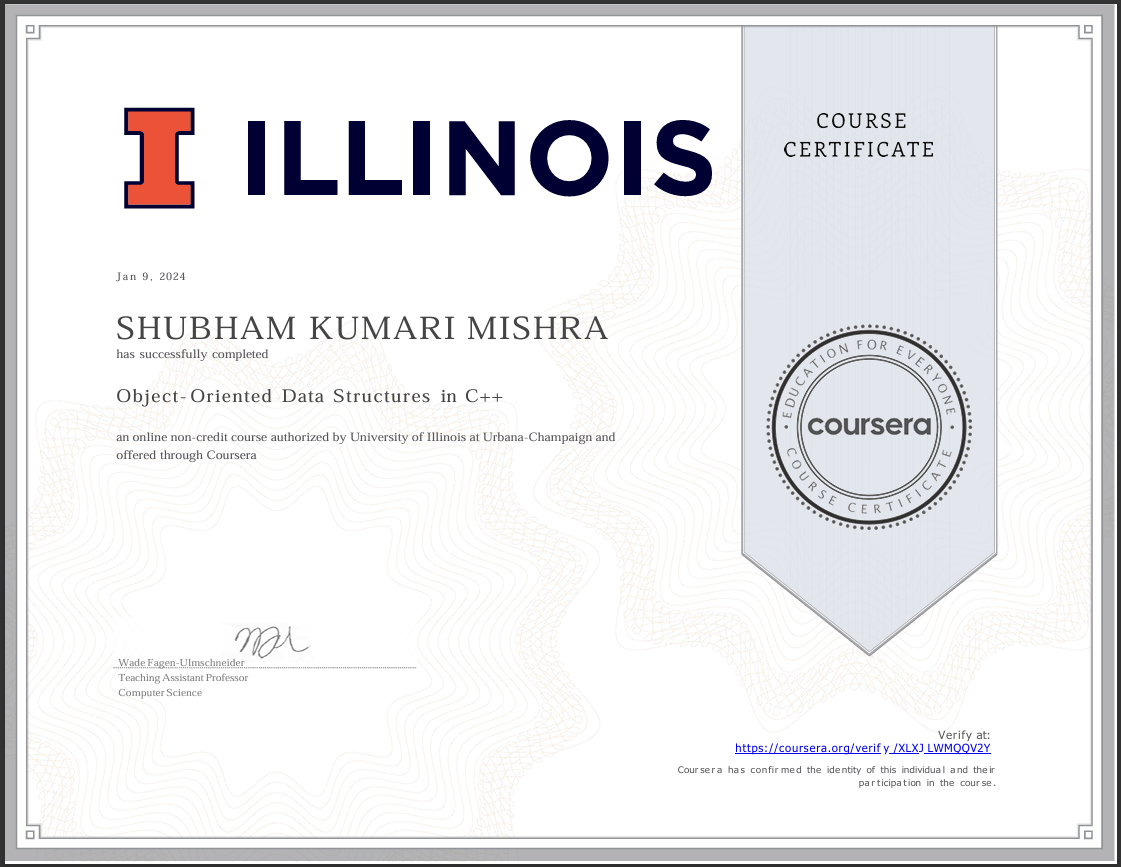 I ILLINOIS
COURSE
CERTIFICATE
Jan 9, 2024
SHUBHAM KUMARI MISHRA
has successfully completed
Object-Oriented Data Structures in C++
an online non-credit course authorized by University of Illinois at Urbana-Champaign and
offered through Coursera
EDUCATION FOR EVERYONE
coursera
COURSE CERTIFICATE
Wade Fagen-Ulmschneider
Teaching Assistant Professor
Computer Science
Verify at:
https://coursera.org/verify/XLXJLWMQQV2Y
Coursera has confirmed the identity of this individual and their
participation in the course.